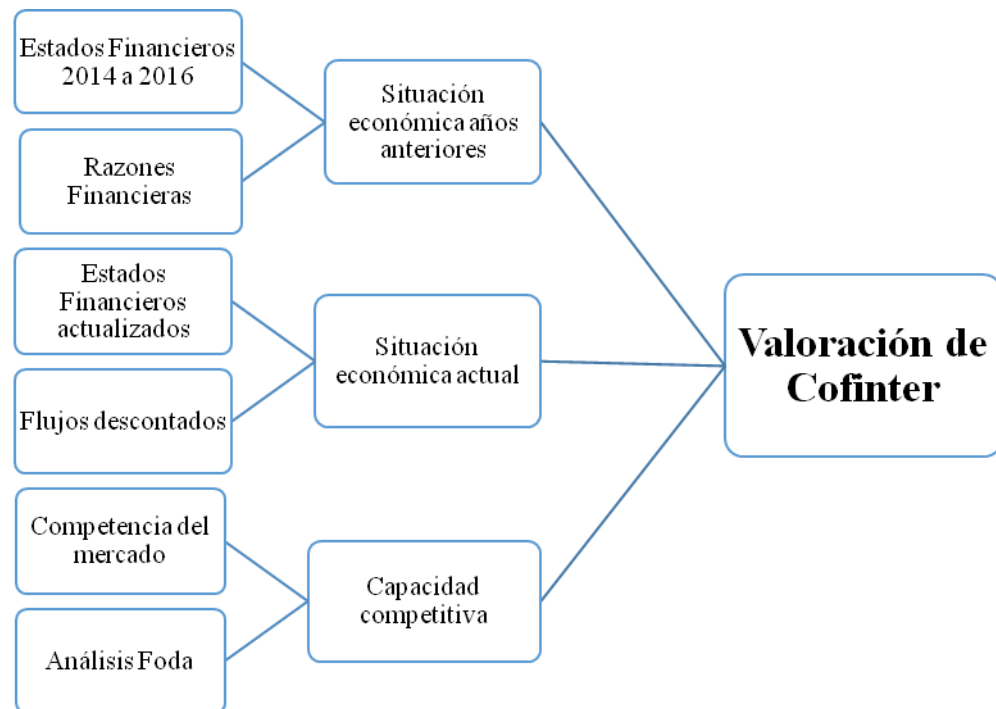 Estados Financieros
2014 a 2016
Razones
Financieras
Situación
económica años
anteriores
Estados
Financieros
actualizados
Flujos descontados
Situación
económica actual
Competencia del
mercado
Análisis Foda
Capacidad
competitiva
Valoración de
Cofinter